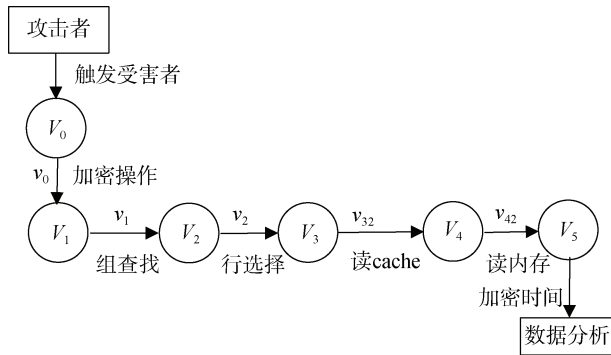 攻击者
触发受害者
V0
v0 加密操作
V1 v1 V2 v2 V3 v32 V4 v42 V5
组查找 行选择 读cache 读内存
加密时间
数据分析